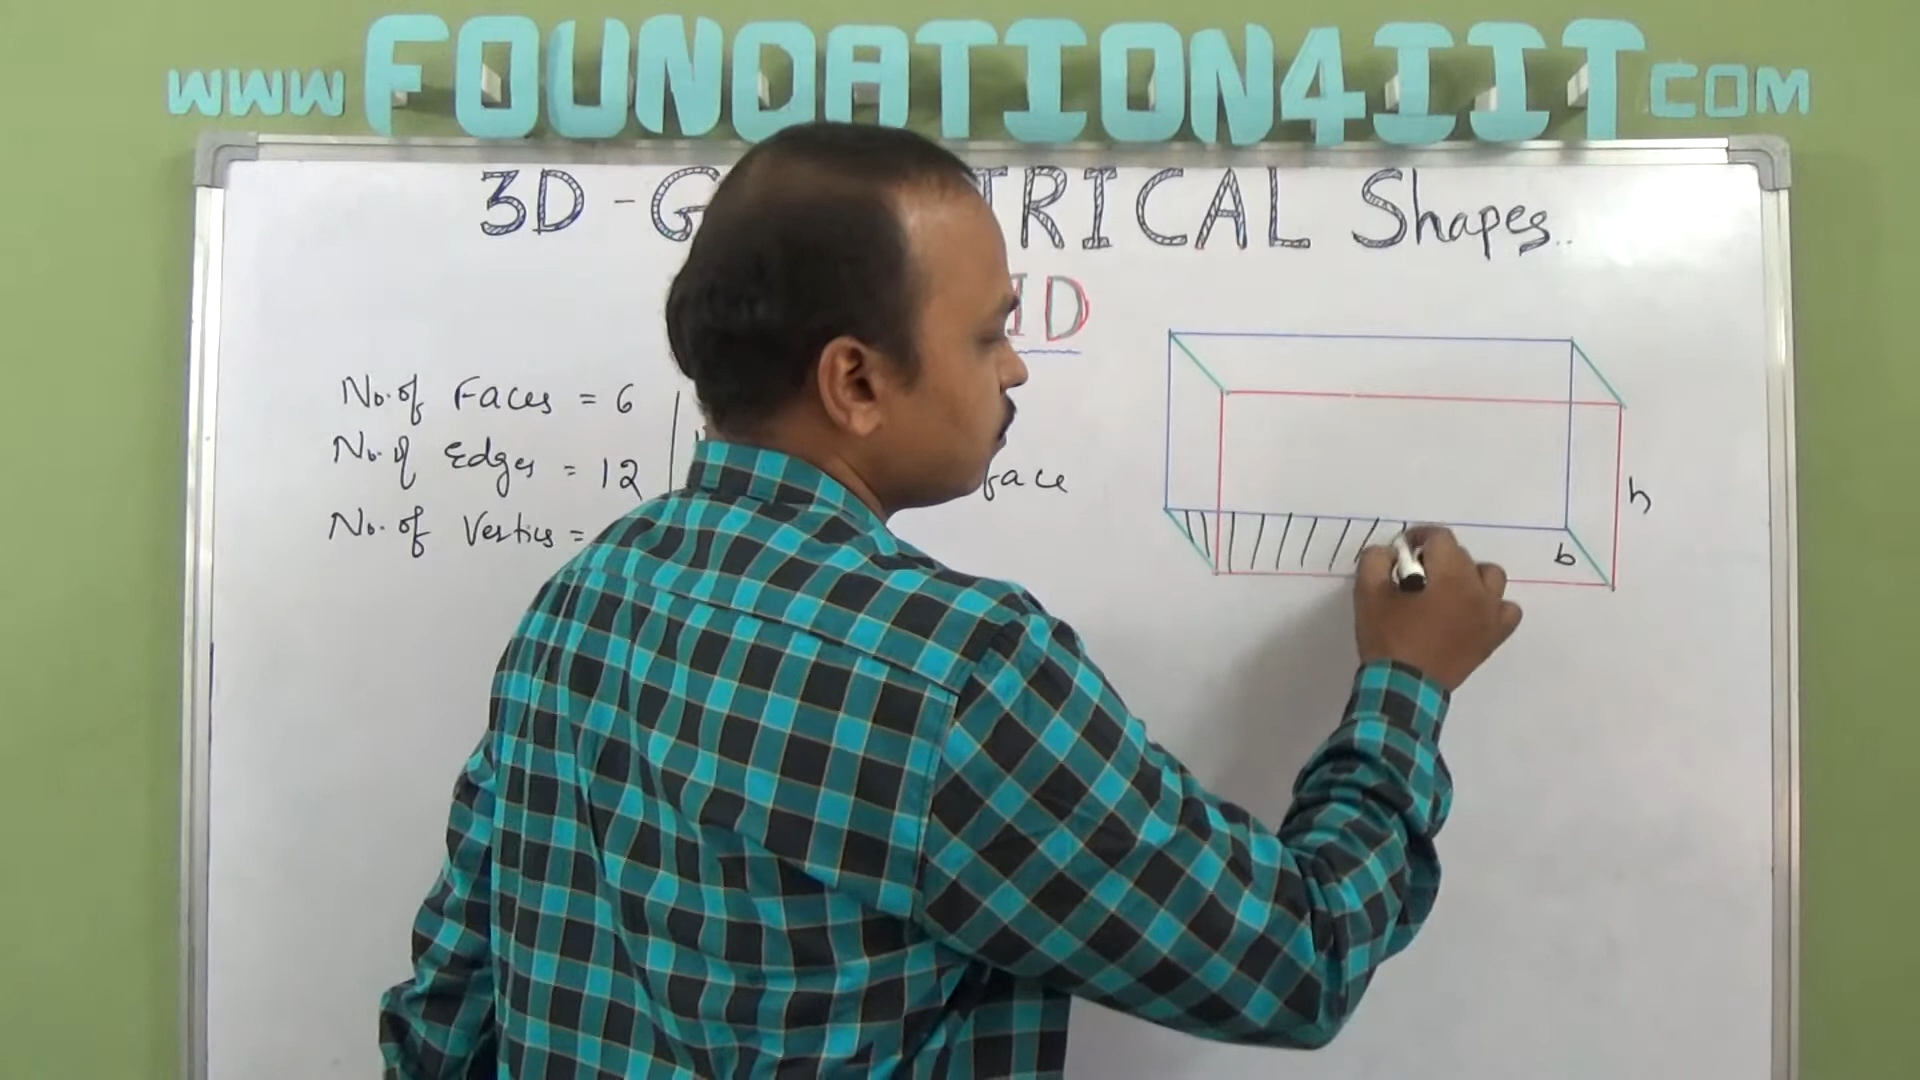 WWW FOUNDATION4IIT COM
3D-G TRICAL Shapes..
ID
No. of Faces = 6
No. of Edges = 12
No. of Vertics =
face
h
b